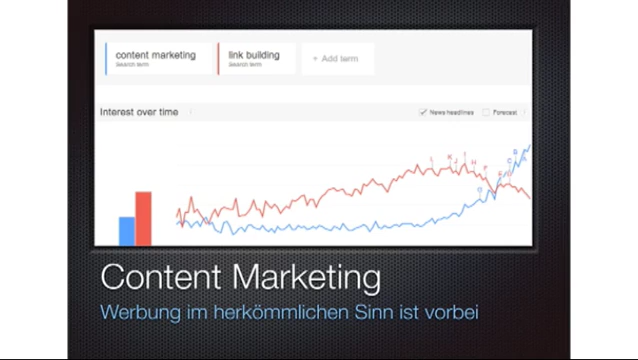 content marketing
Search term
link building
Search term
+ Add term
Interest over time
News headlines
Forecast
Content Marketing
Werbung im herkömmlichen Sinn ist vorbei